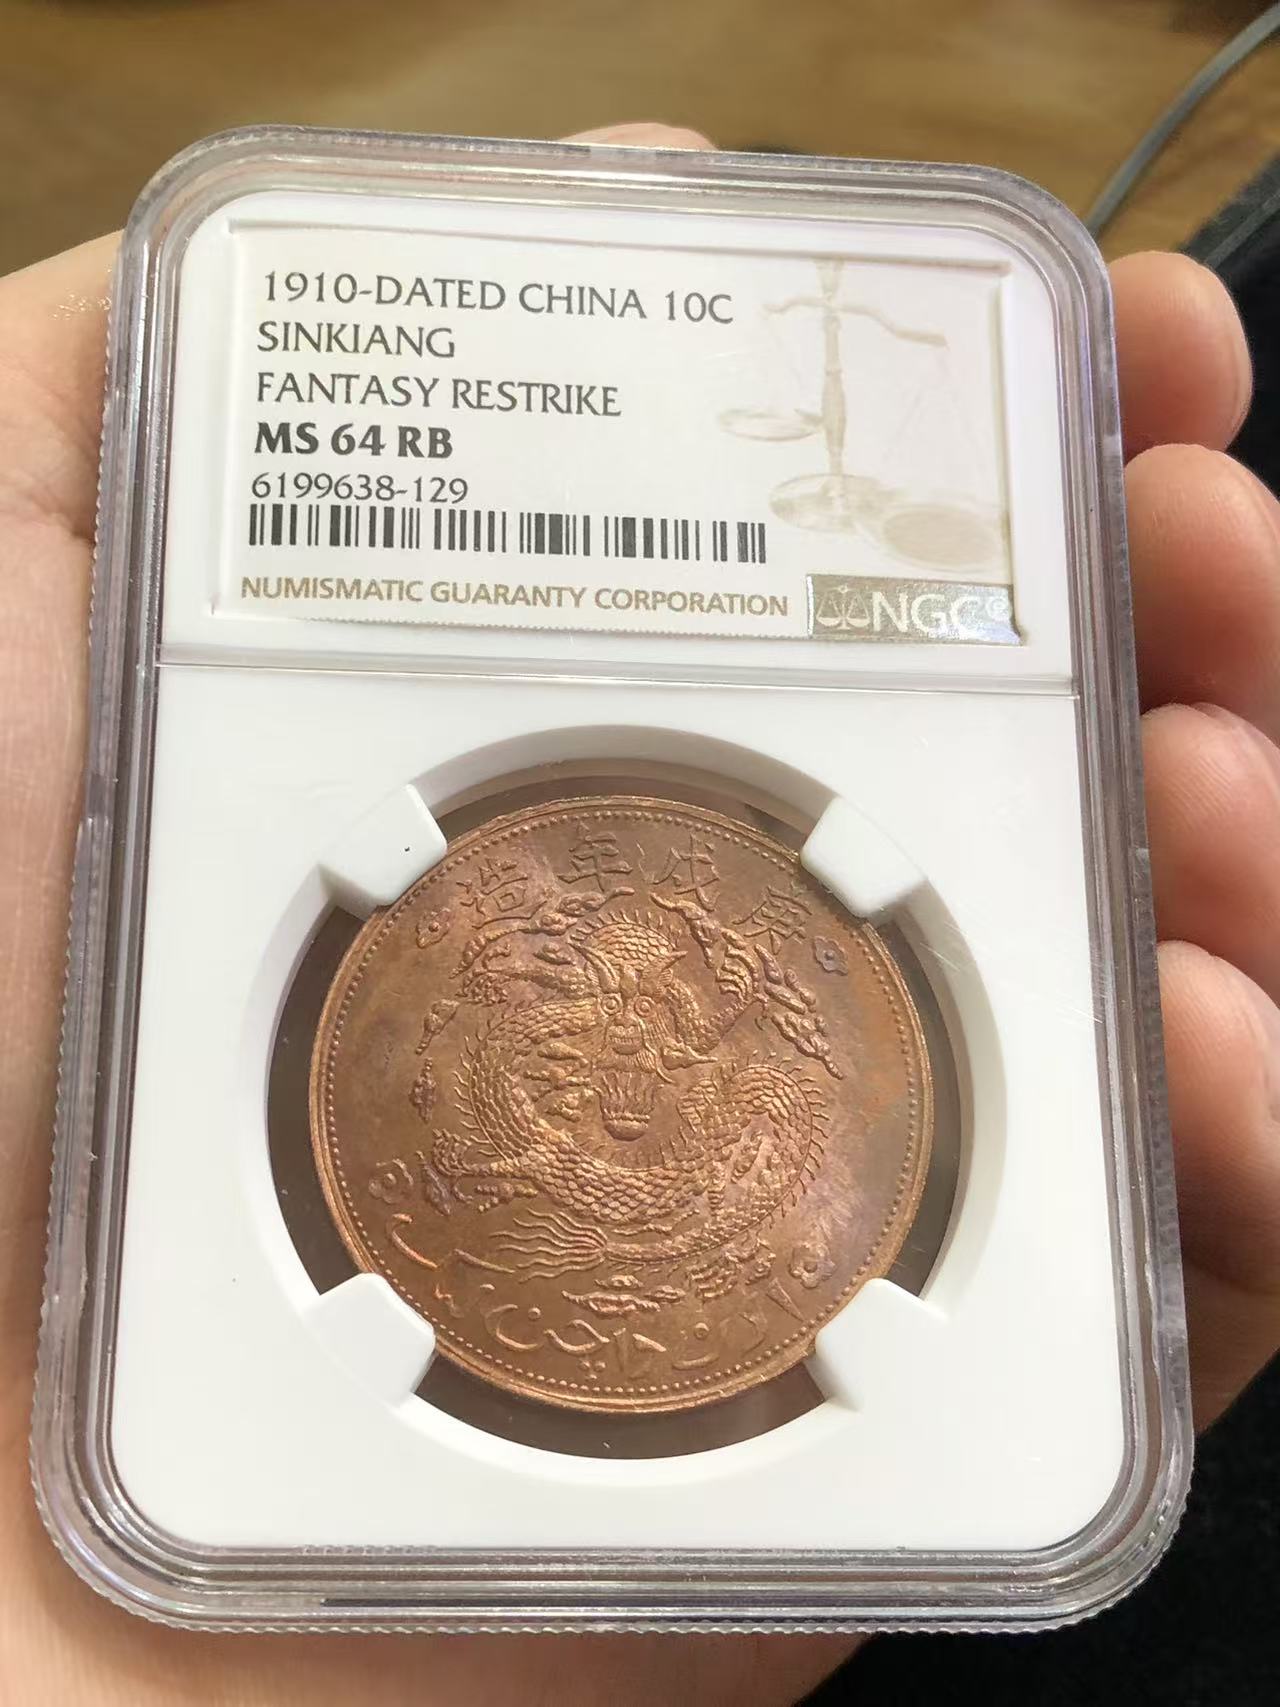 1910-DATED CHINA 10C
SINKIANG
FANTASY RESTRIKE
MS 64 RB
6199638-129
NUMISMATIC GUARANTY CORPORATION
NGC®
造年戊庚